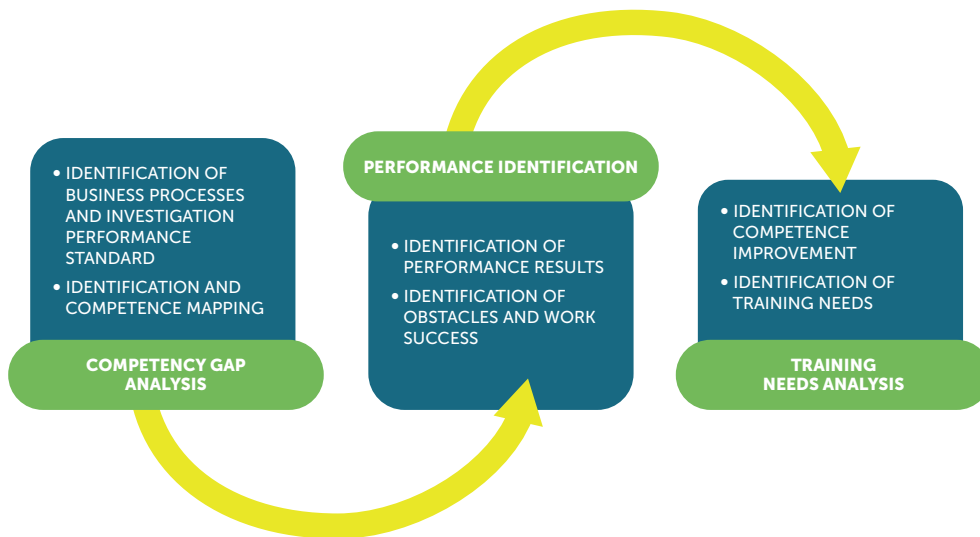 • IDENTIFICATION OF
BUSINESS PROCESSES
AND INVESTIGATION
PERFORMANCE
STANDARD
• IDENTIFICATION AND
COMPETENCE MAPPING
COMPETENCY GAP
ANALYSIS
PERFORMANCE IDENTIFICATION
• IDENTIFICATION OF
PERFORMANCE RESULTS
• IDENTIFICATION OF
OBSTACLES AND WORK
SUCCESS
• IDENTIFICATION OF
COMPETENCE
IMPROVEMENT
• IDENTIFICATION OF
TRAINING NEEDS
TRAINING
NEEDS ANALYSIS